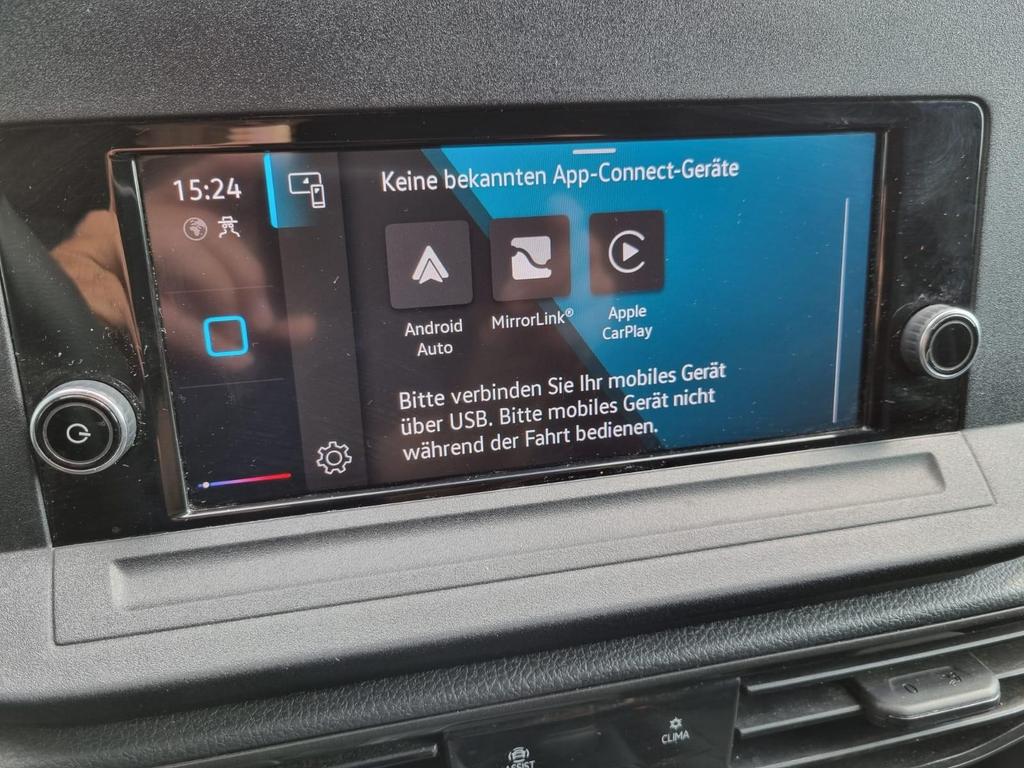 15:24
Keine bekannten App-Connect-Geräte
Android
Auto
MirrorLink®
Apple
CarPlay
Bitte verbinden Sie Ihr mobiles Gerät
über USB. Bitte mobiles Gerät nicht
während der Fahrt bedienen.
CLIMA
ASSIST